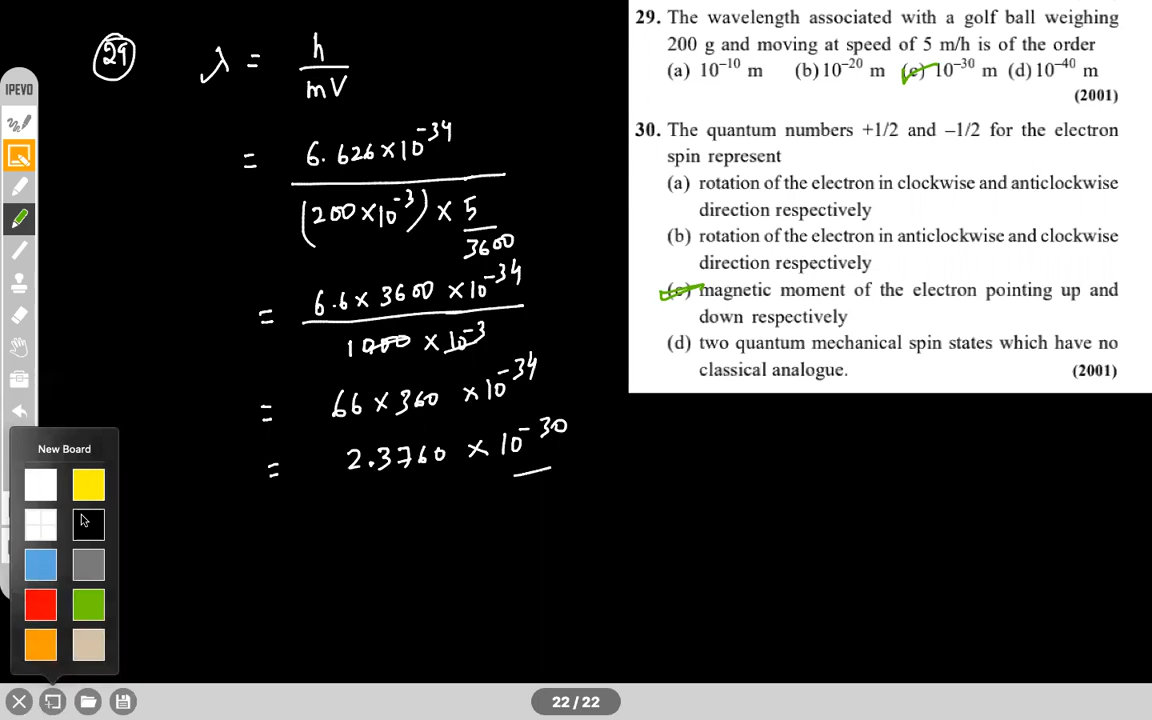 29
λ = h / mV
= 6.626 × 10^-34 / (200 × 10^-3) × 5/3600
= 6.6 × 3600 × 10^-34 / 1000 × 10^-3
= 66 × 360 × 10^-34
= 2.3760 × 10^-30
29. The wavelength associated with a golf ball weighing
200 g and moving at speed of 5 m/h is of the order
(a) 10^–10 m (b) 10^–20 m (c) 10^–30 m (d) 10^–40 m
(2001)
30. The quantum numbers +1/2 and –1/2 for the electron
spin represent
(a) rotation of the electron in clockwise and anticlockwise
direction respectively
(b) rotation of the electron in anticlockwise and clockwise
direction respectively
(c) magnetic moment of the electron pointing up and
down respectively
(d) two quantum mechanical spin states which have no
classical analogue. (2001)
IPEVO
New Board
22 / 22